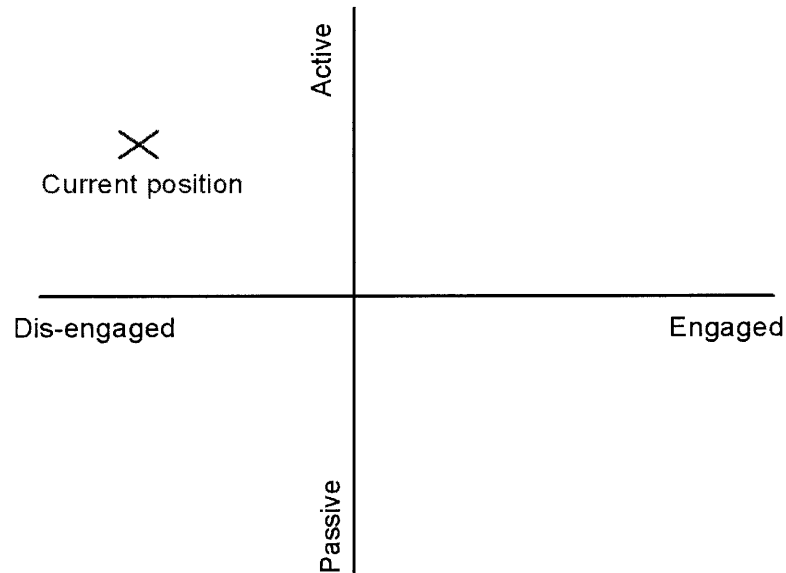 Active
Current position
Dis-engaged
Engaged
Passive